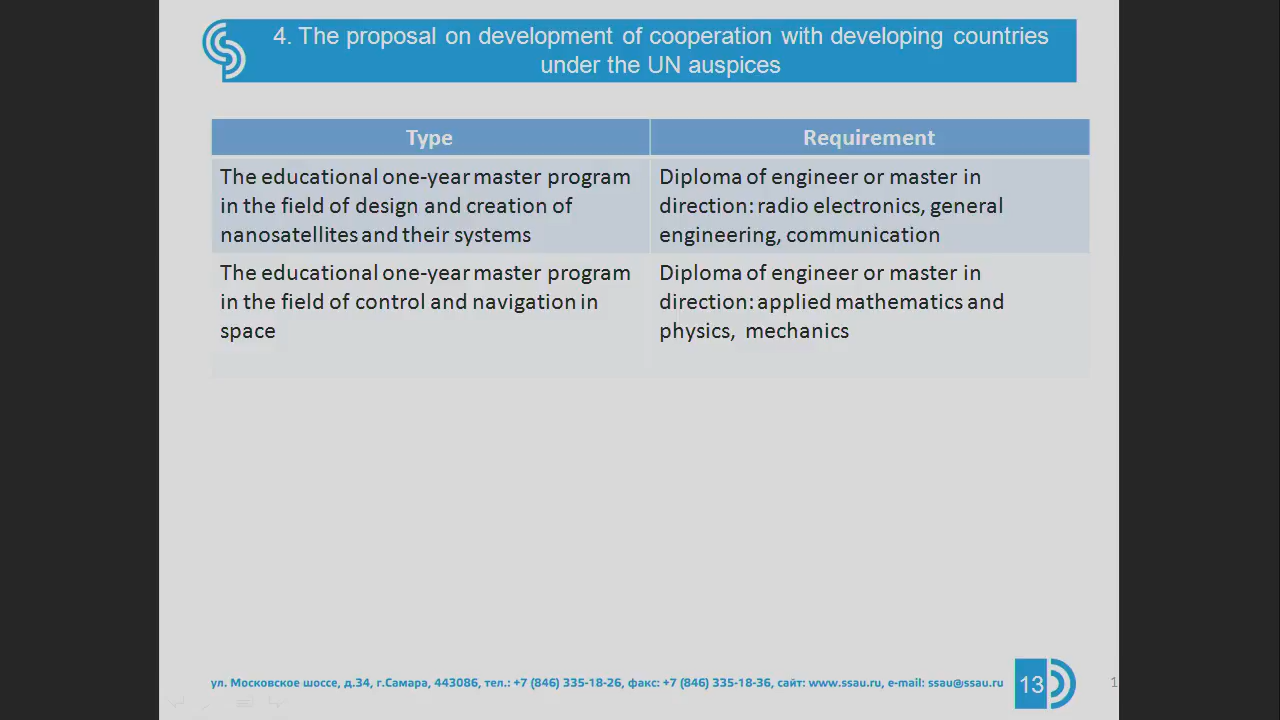 4. The proposal on development of cooperation with developing countries
under the UN auspices
Type
Requirement
The educational one-year master program
in the field of design and creation of
nanosatellites and their systems
Diploma of engineer or master in
direction: radio electronics, general
engineering, communication
The educational one-year master program
in the field of control and navigation in
space
Diploma of engineer or master in
direction: applied mathematics and
physics, mechanics
ул. Московское шоссе, д.34, г.Самара, 443086, тел.: +7 (846) 335-18-26, факс: +7 (846) 335-18-36, сайт: www.ssau.ru, e-mail: ssau@ssau.ru
13
1